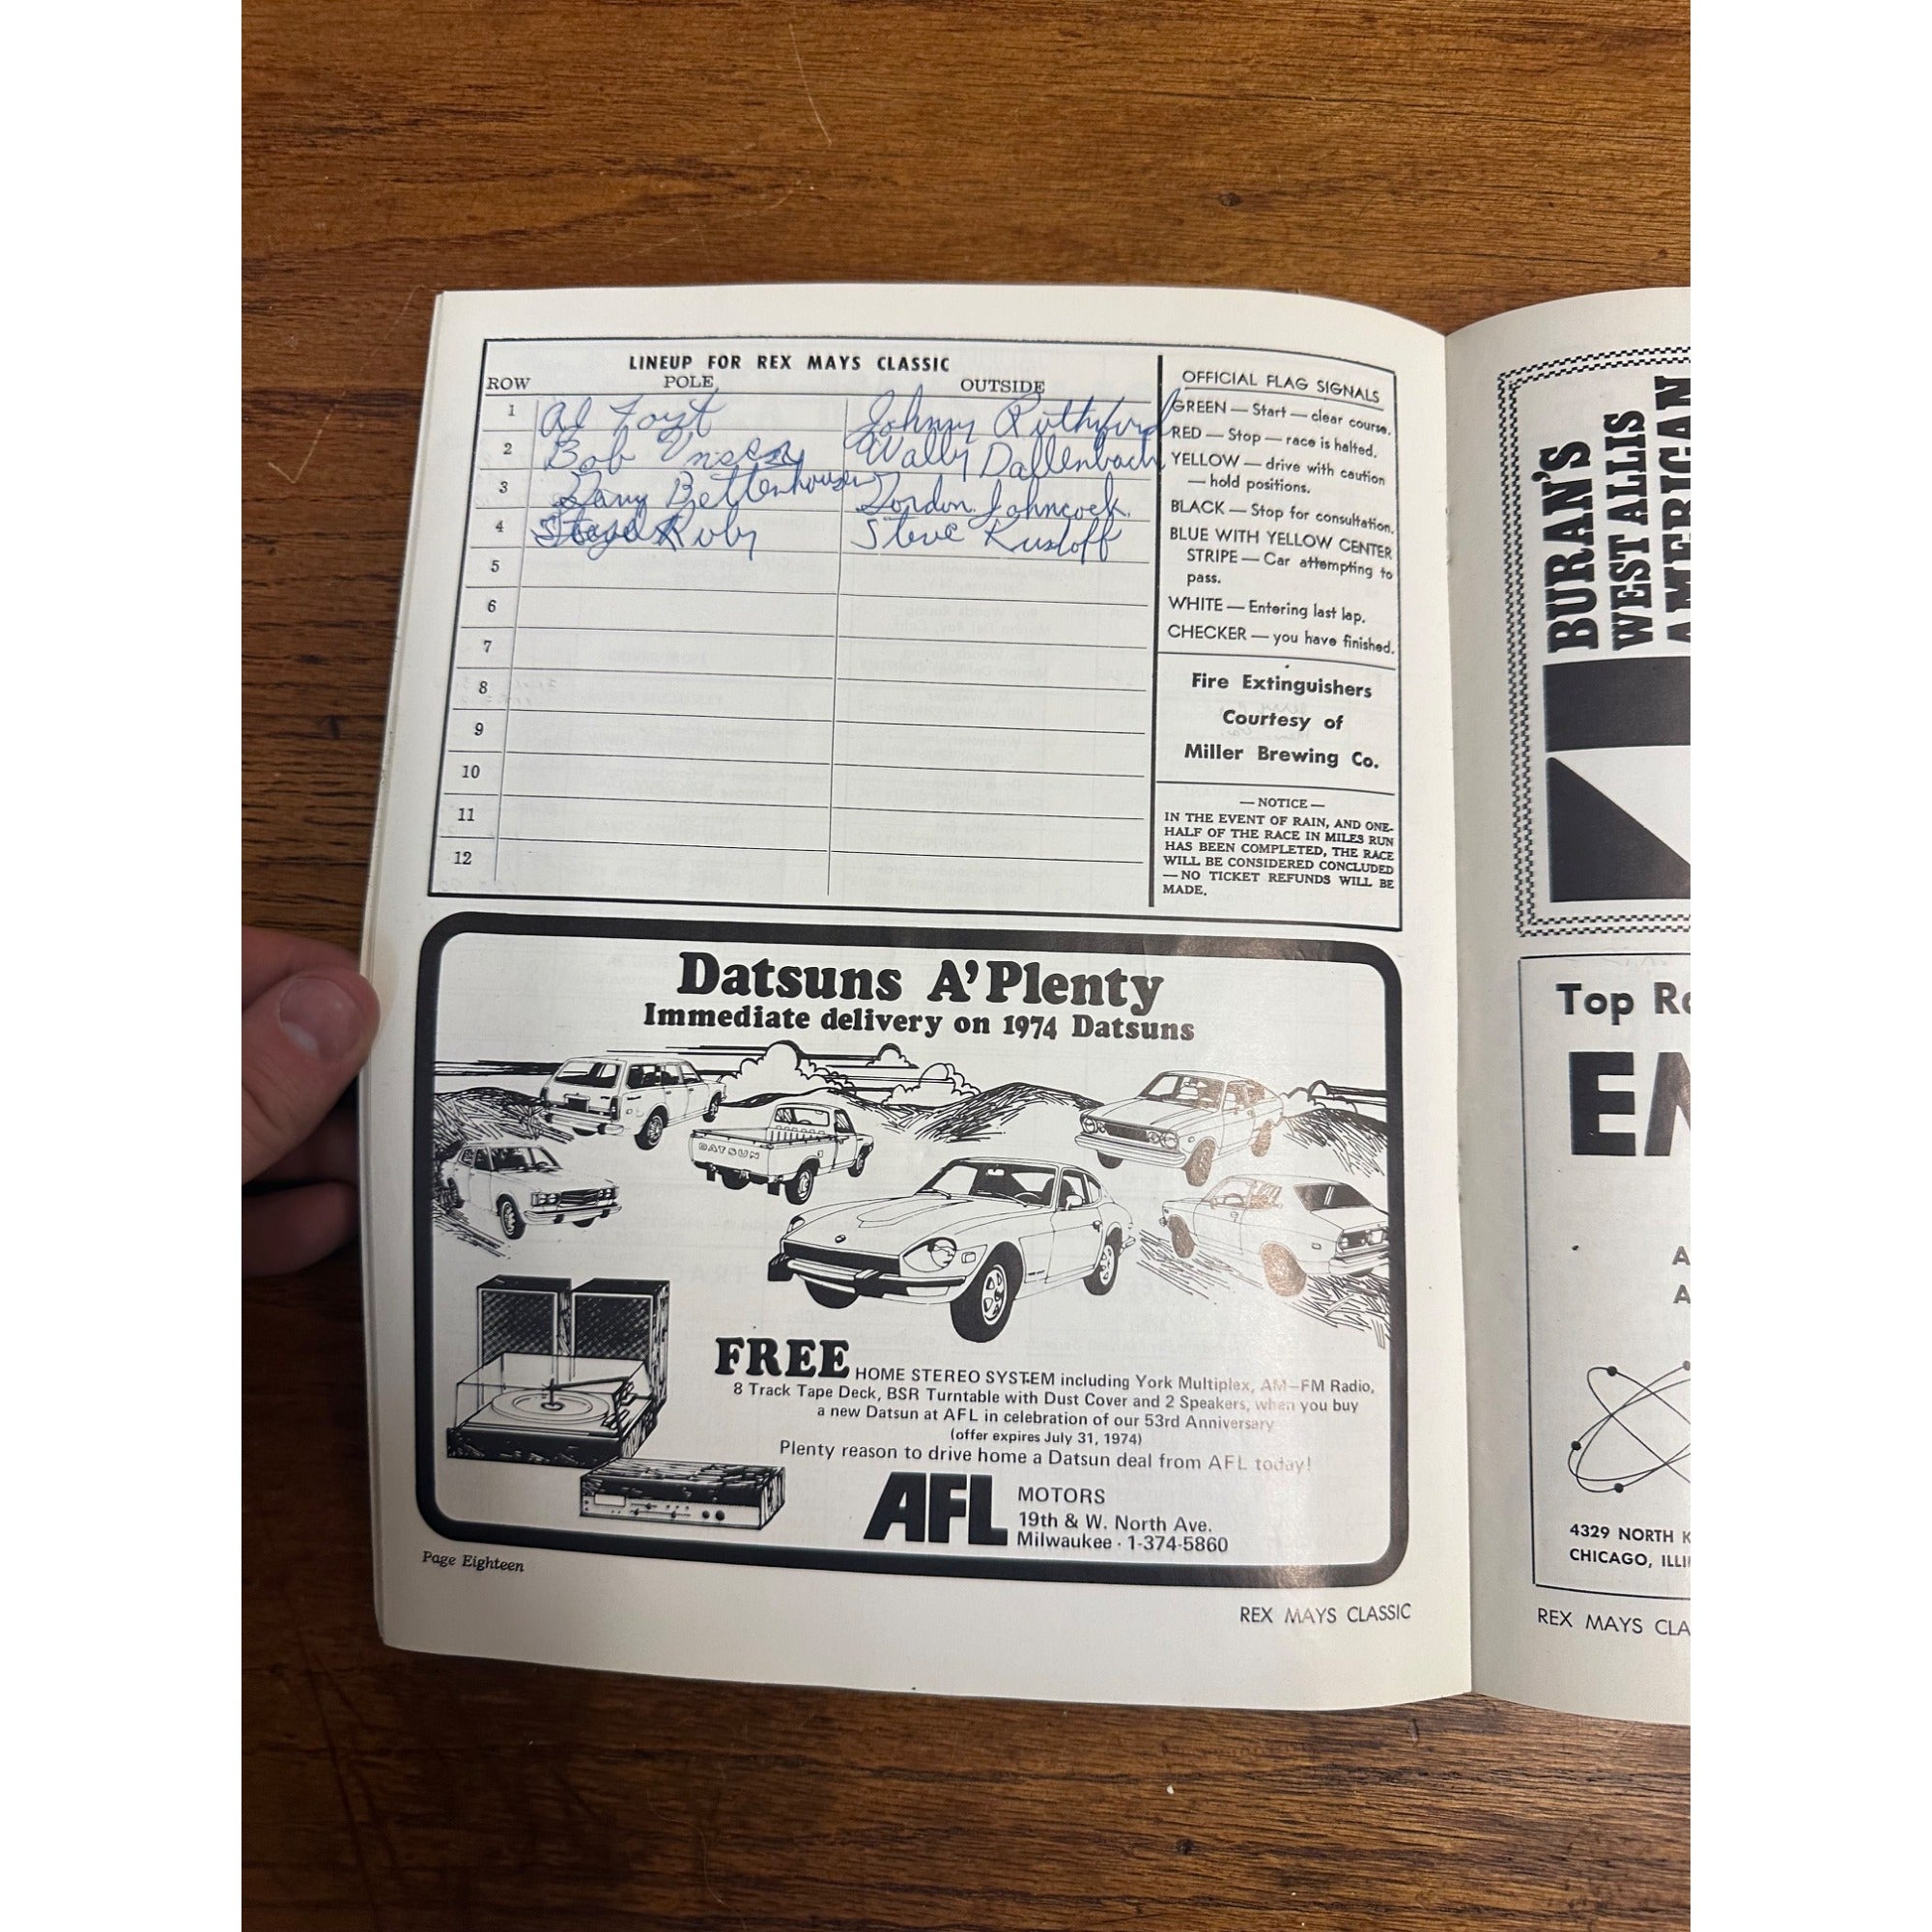 LINEUP FOR REX MAYS CLASSIC
ROW POLE OUTSIDE
1 Al Foyt Johnny Ruthifurd
2 Bob Unser Wally Dallenbach
3 Gary Bettenhousen Gordon Johncock
4 Ruby Steve Krisloff
5
6
7
8
9
10
11
12
OFFICIAL FLAG SIGNALS
GREEN — Start — clear course.
RED — Stop — race is halted.
YELLOW — drive with caution
— hold positions.
BLACK — Stop for consultation.
BLUE WITH YELLOW CENTER
STRIPE — Car attempting to
pass.
WHITE — Entering last lap.
CHECKER — you have finished.
Fire Extinguishers
Courtesy of
Miller Brewing Co.
— NOTICE —
IN THE EVENT OF RAIN, AND ONE-
HALF OF THE RACE IN MILES RUN
HAS BEEN COMPLETED, THE RACE
WILL BE CONSIDERED CONCLUDED
— NO TICKET REFUNDS WILL BE
MADE.
Datsuns A'Plenty
Immediate delivery on 1974 Datsuns
DATSUN
FREE HOME STEREO SYSTEM including York Multiplex, AM–FM Radio,
8 Track Tape Deck, BSR Turntable with Dust Cover and 2 Speakers, when you buy
a new Datsun at AFL in celebration of our 53rd Anniversary
(offer expires July 31, 1974)
Plenty reason to drive home a Datsun deal from AFL today!
AFL MOTORS
19th & W. North Ave.
Milwaukee · 1-374-5860
Page Eighteen
REX MAYS CLASSIC
BURAN'S
WEST ALLIS
AMERICAN
Top
4329 NORTH
CHICAGO,
REX MAYS